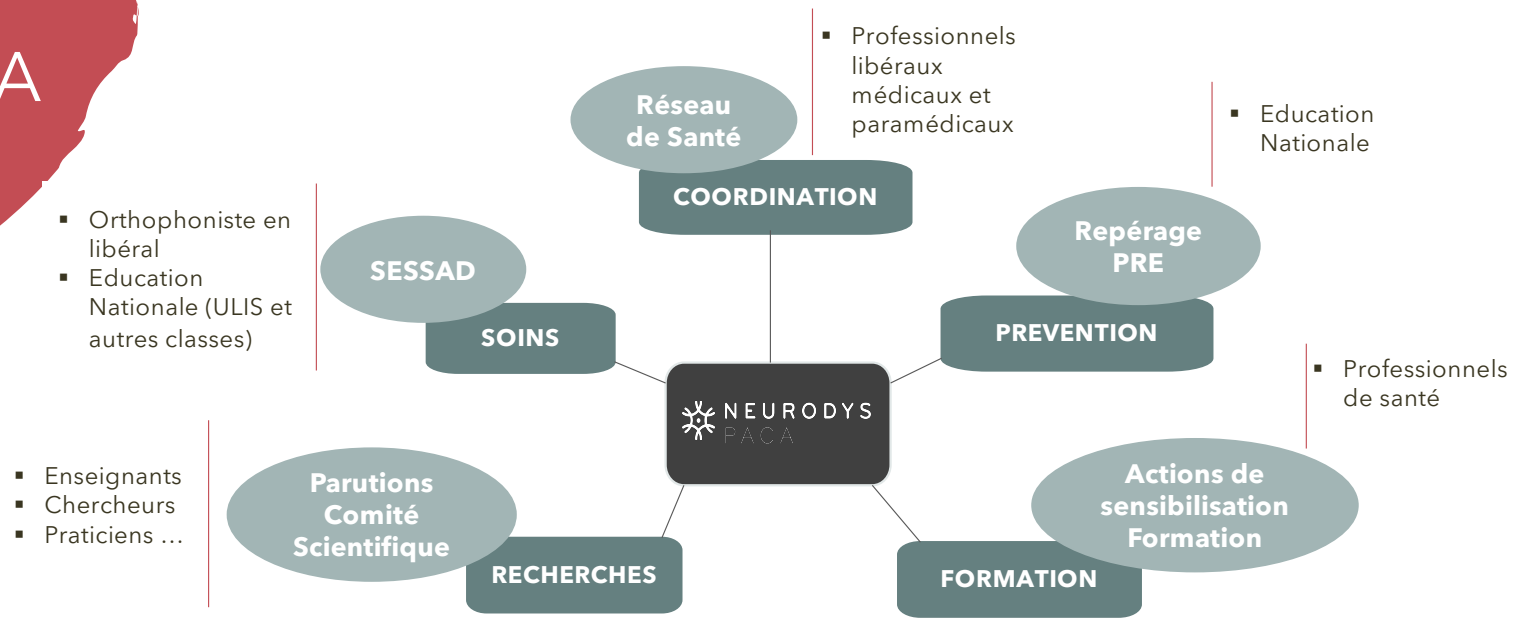 A
▪ Professionnels
libéraux
médicaux et
paramédicaux
Réseau
de Santé
COORDINATION
▪ Education
Nationale
Repérage
PRE
PREVENTION
▪ Orthophoniste en
libéral
▪ Education
Nationale (ULIS et
autres classes)
SESSAD
SOINS
NEURODYS
PACA
▪ Professionnels
de santé
Actions de
sensibilisation
Formation
FORMATION
▪ Enseignants
▪ Chercheurs
▪ Praticiens …
Parutions
Comité
Scientifique
RECHERCHES